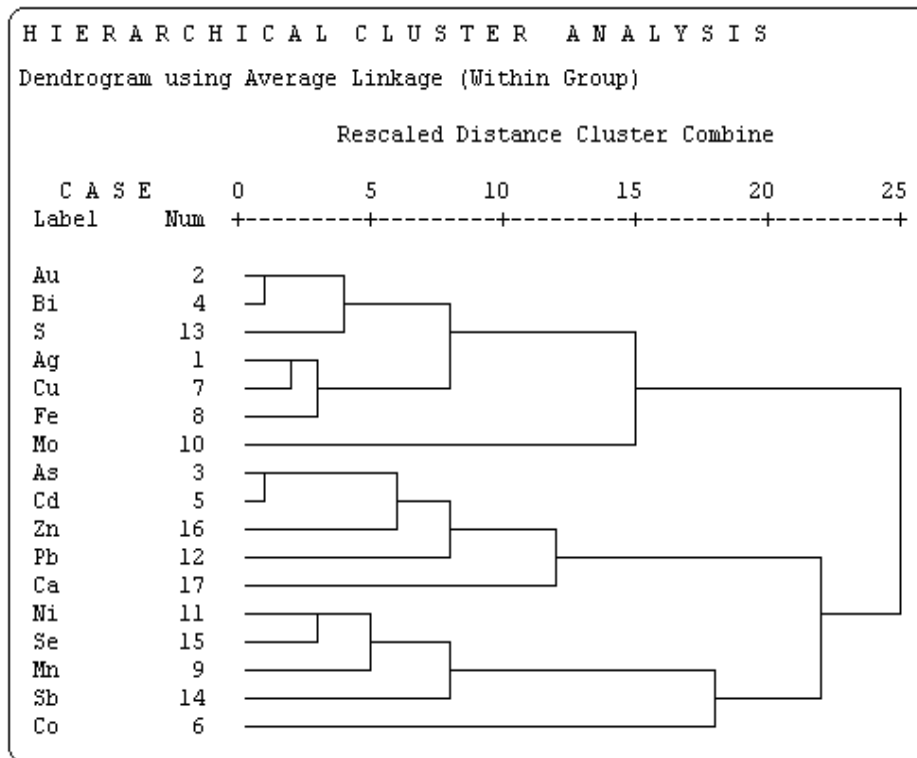 H I E R A R C H I C A L C L U S T E R A N A L Y S I S
Dendrogram using Average Linkage (Within Group)
Rescaled Distance Cluster Combine
C A S E 0 5 10 15 20 25
Label Num +---------+---------+---------+---------+---------+
Au 2
Bi 4
S 13
Ag 1
Cu 7
Fe 8
Mo 10
As 3
Cd 5
Zn 16
Pb 12
Ca 17
Ni 11
Se 15
Mn 9
Sb 14
Co 6